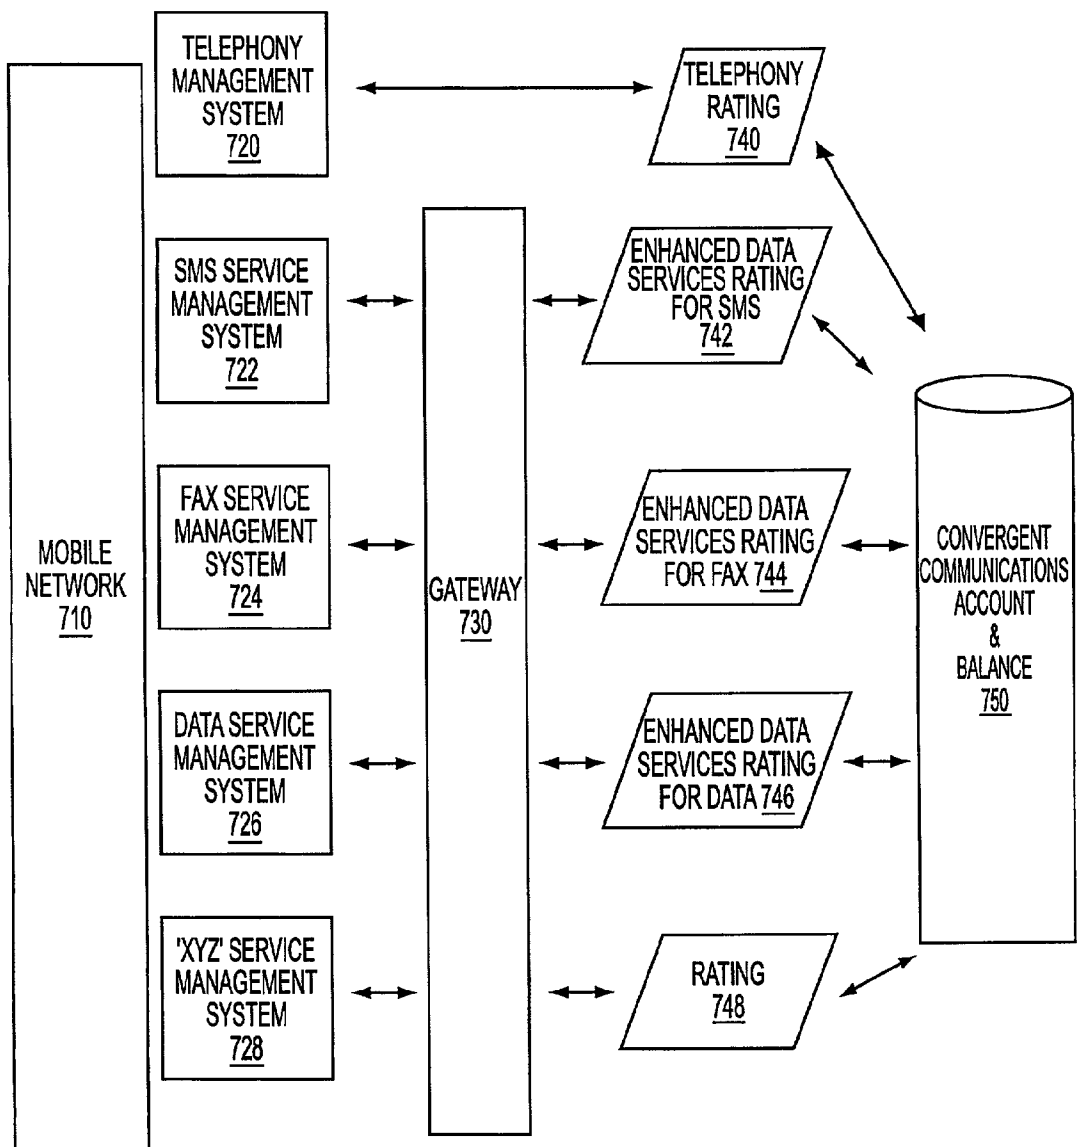 TELEPHONY
MANAGEMENT
SYSTEM
720
TELEPHONY
RATING
740
SMS SERVICE
MANAGEMENT
SYSTEM
722
ENHANCED DATA
SERVICES RATING
FOR SMS
742
FAX SERVICE
MANAGEMENT
SYSTEM
724
ENHANCED DATA
SERVICES RATING
FOR FAX 744
MOBILE
NETWORK
710
GATEWAY
730
CONVERGENT
COMMUNICATIONS
ACCOUNT
&
BALANCE
750
DATA SERVICE
MANAGEMENT
SYSTEM
726
ENHANCED DATA
SERVICES RATING
FOR DATA 746
'XYZ' SERVICE
MANAGEMENT
SYSTEM
728
RATING
748